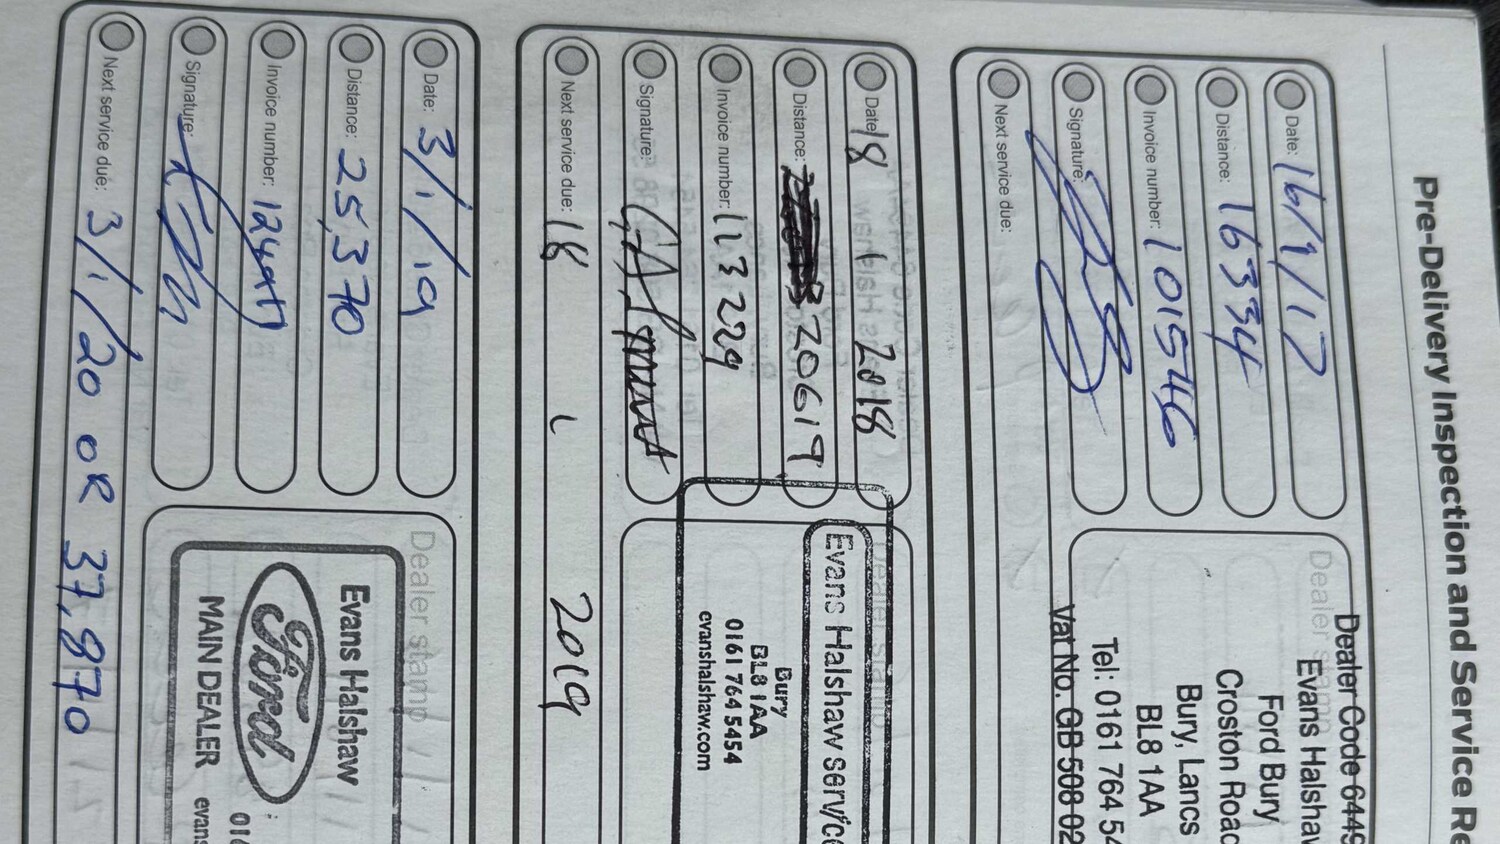 Pre-Delivery Inspection and Service Re
Date: 16/1/17
Distance: 16334
Invoice number: 101546
Signature:
Next service due:
Dealer stamp
Dealer Code 6449
Evans Halshaw
Ford Bury
Croston Road
Bury, Lancs
BL8 1AA
Tel: 0161 764 54
Vat No. GB 508 02
Date 18 1 2018
Distance: 20619
Invoice number: 113229
Signature:
Next service due: 18 1 2019
Dealer stamp
Evans Halshaw service
Bury
BL8 1AA
0161 764 5454
evanshalshaw.com
Date: 3/1/19
Distance: 25,370
Invoice number:
Signature:
Next service due: 3/1/20 OR 37,870
Dealer stamp
Evans Halshaw
Ford
MAIN DEALER
016
evans